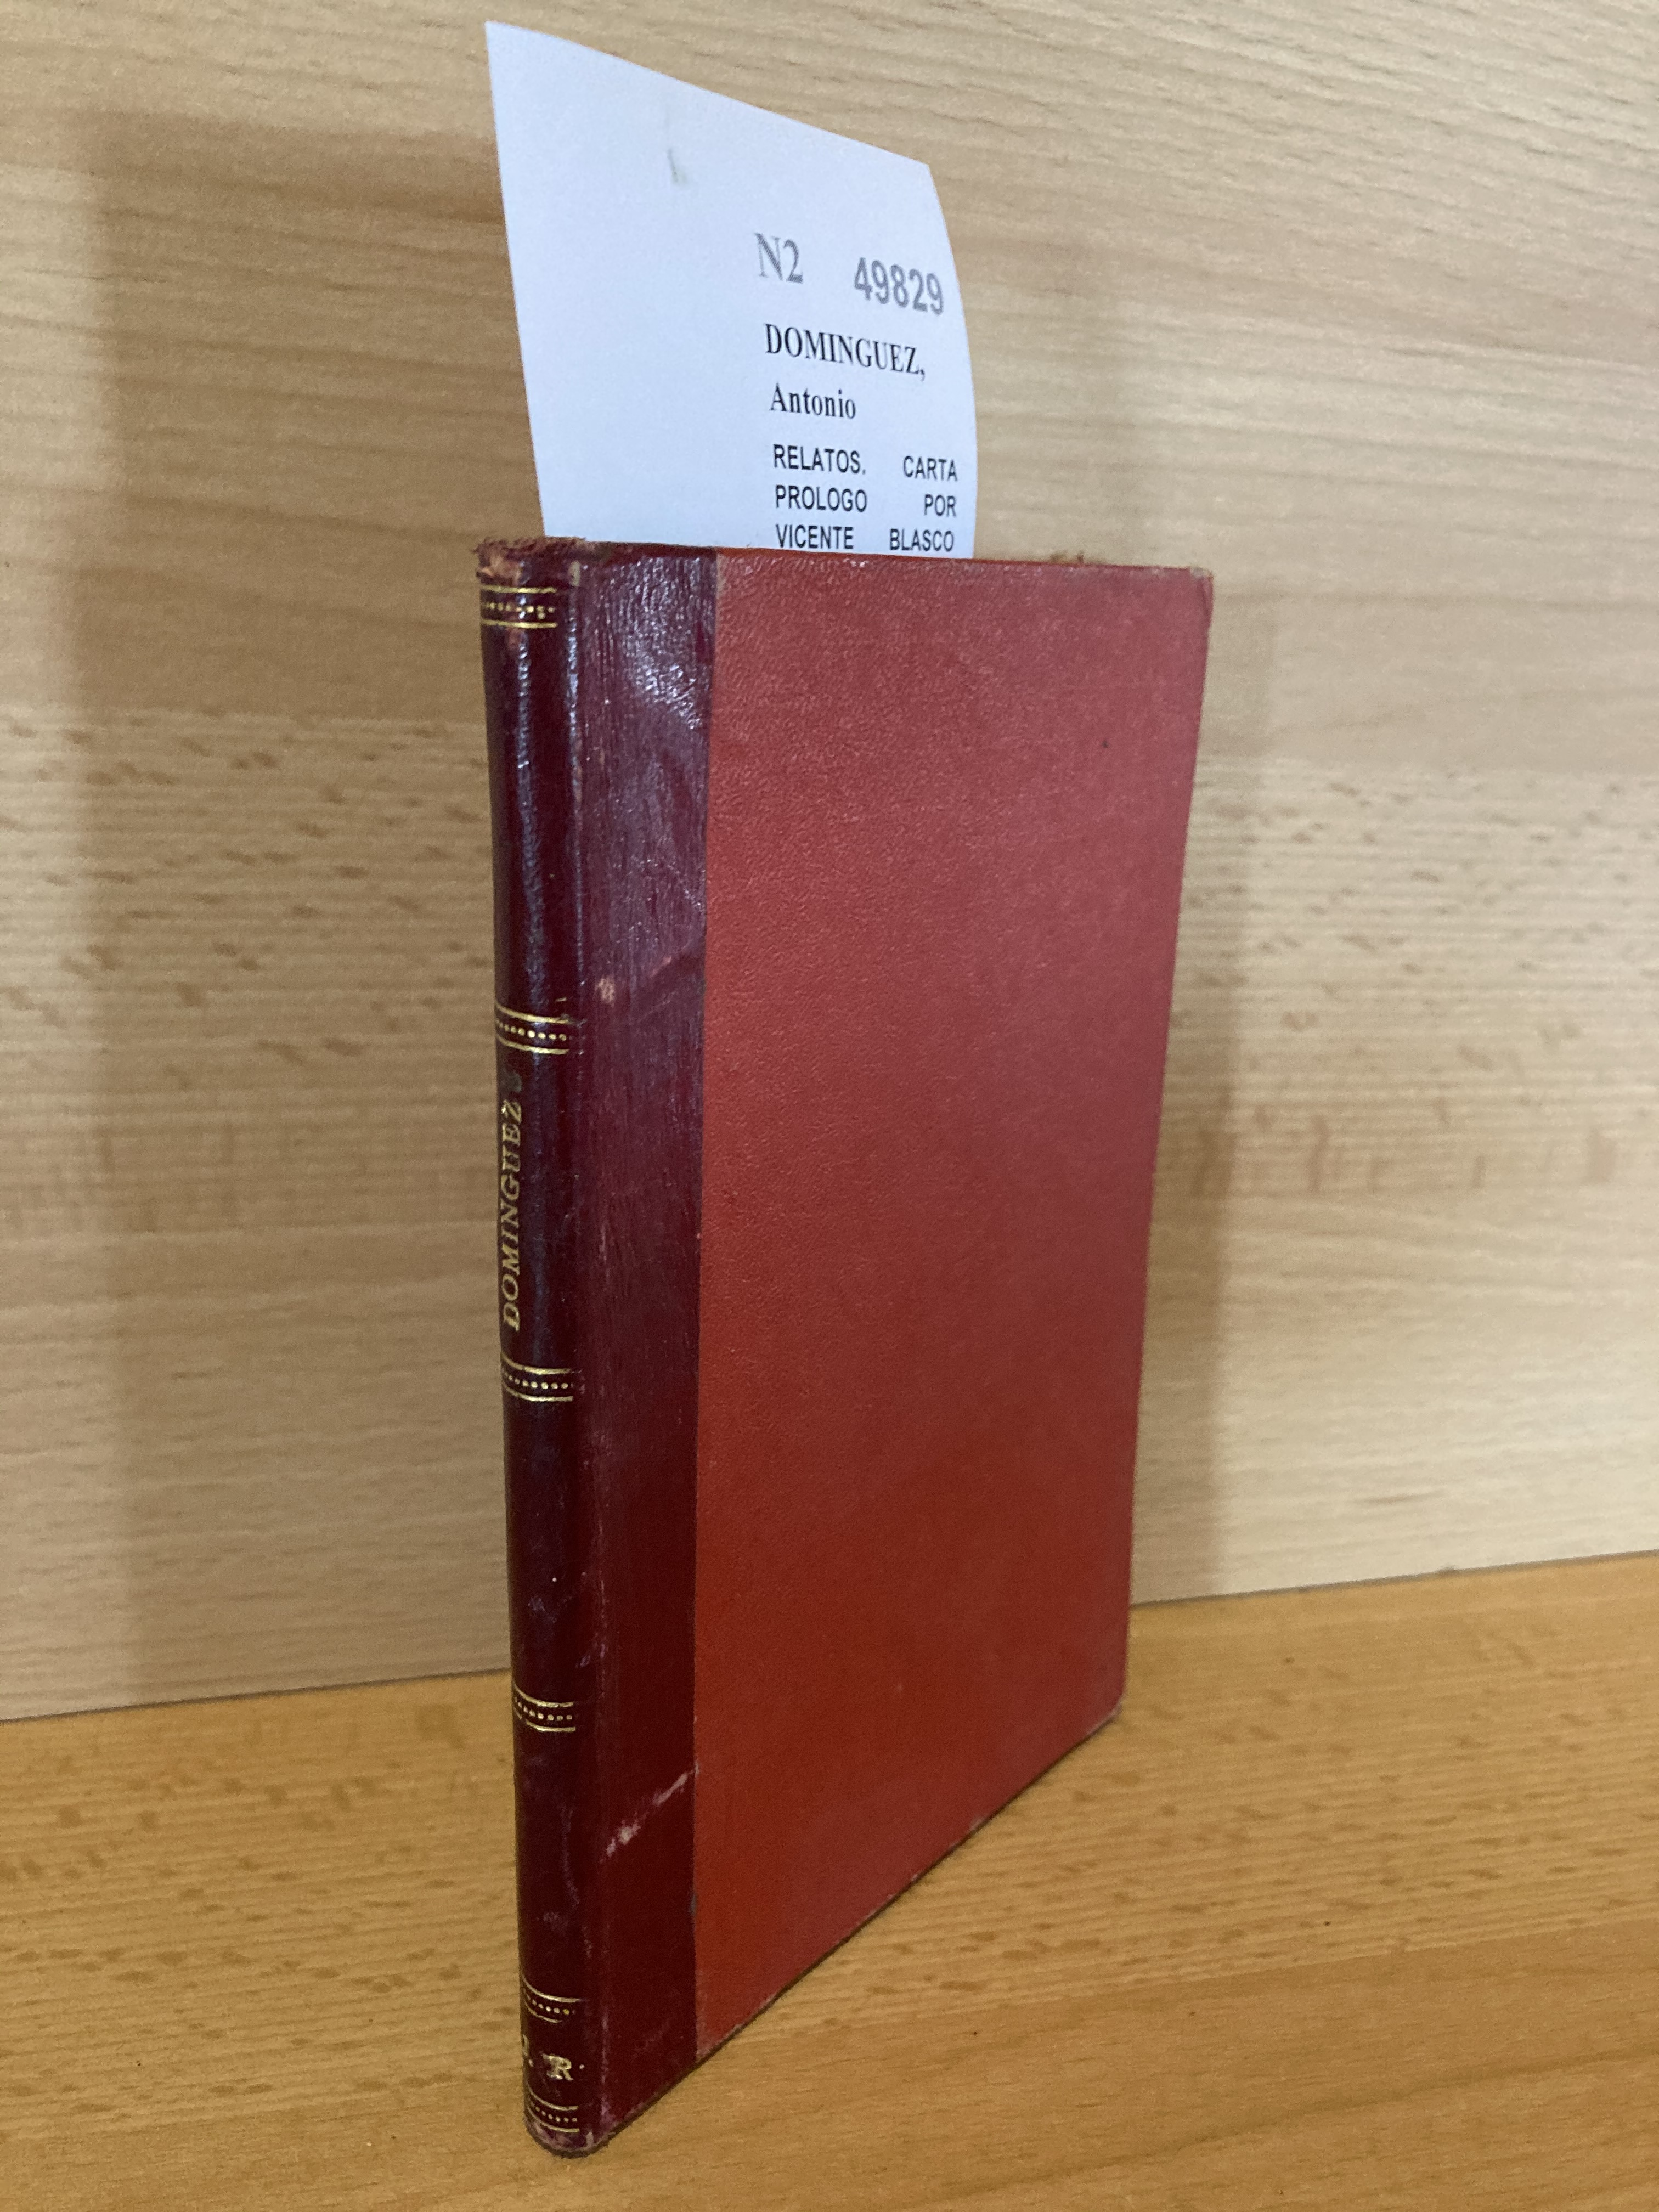 N2 49829
DOMINGUEZ,
Antonio
RELATOS. CARTA
PROLOGO POR
VICENTE BLASCO
DOMINGUEZ
R